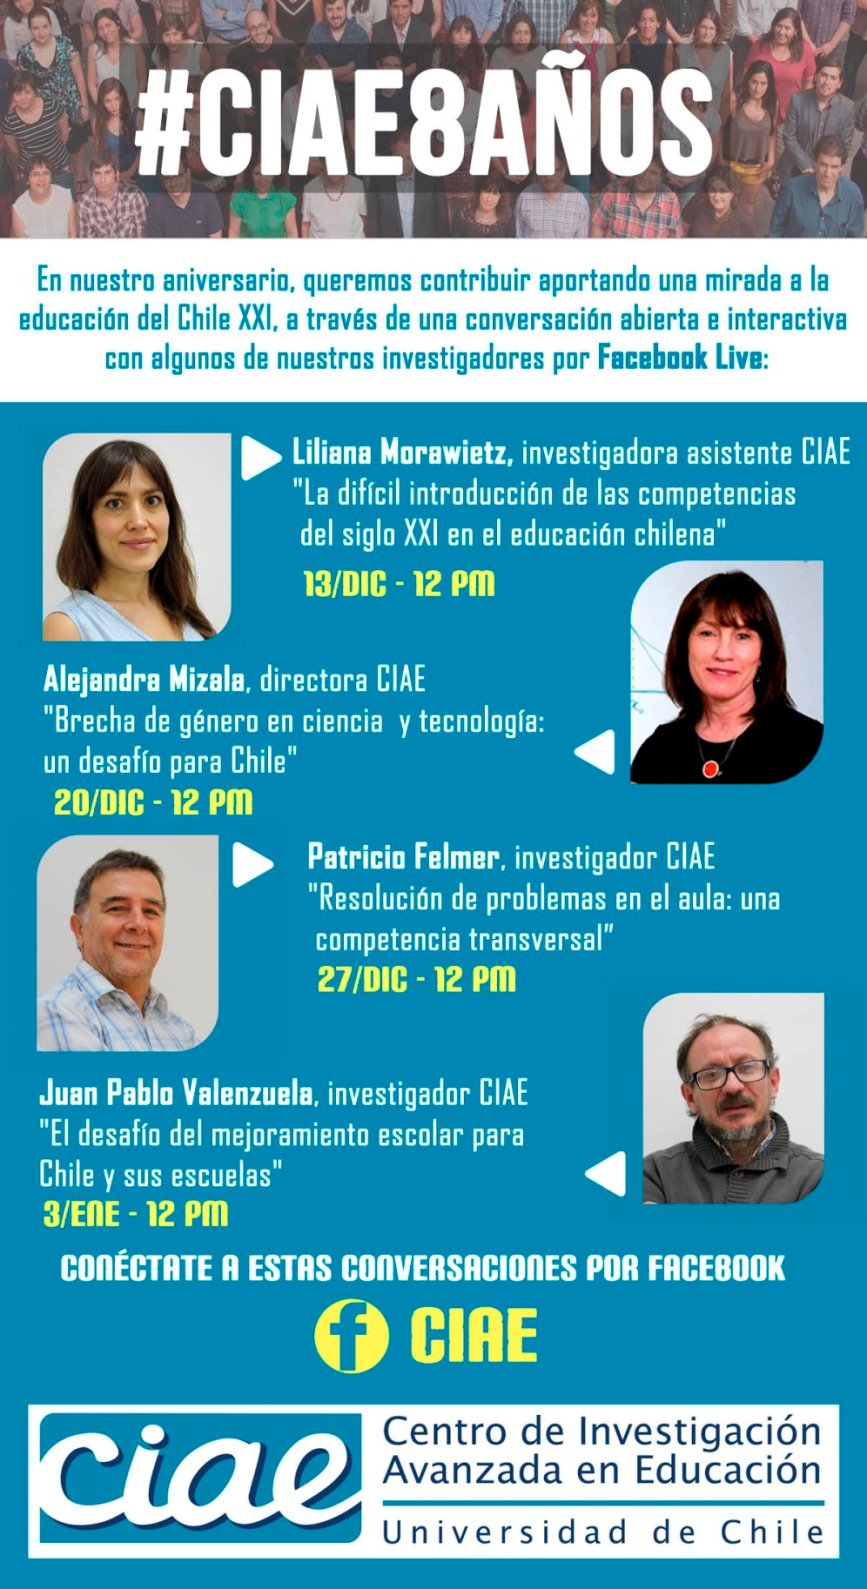 #CIAE8AÑOS
En nuestro aniversario, queremos contribuir aportando una mirada a la
educación del Chile XXI, a través de una conversación abierta e interactiva
con algunos de nuestros investigadores por Facebook Live:
Liliana Morawietz, investigadora asistente CIAE
"La difícil introducción de las competencias
del siglo XXI en el educación chilena"
13/DIC - 12 PM
Alejandra Mizala, directora CIAE
"Brecha de género en ciencia y tecnología:
un desafío para Chile"
20/DIC - 12 PM
Patricio Felmer, investigador CIAE
"Resolución de problemas en el aula: una
competencia transversal"
27/DIC - 12 PM
Juan Pablo Valenzuela, investigador CIAE
"El desafío del mejoramiento escolar para
Chile y sus escuelas"
3/ENE - 12 PM
CONÉCTATE A ESTAS CONVERSACIONES POR FACEBOOK
f CIAE
ciae
Centro de Investigación
Avanzada en Educación
Universidad de Chile